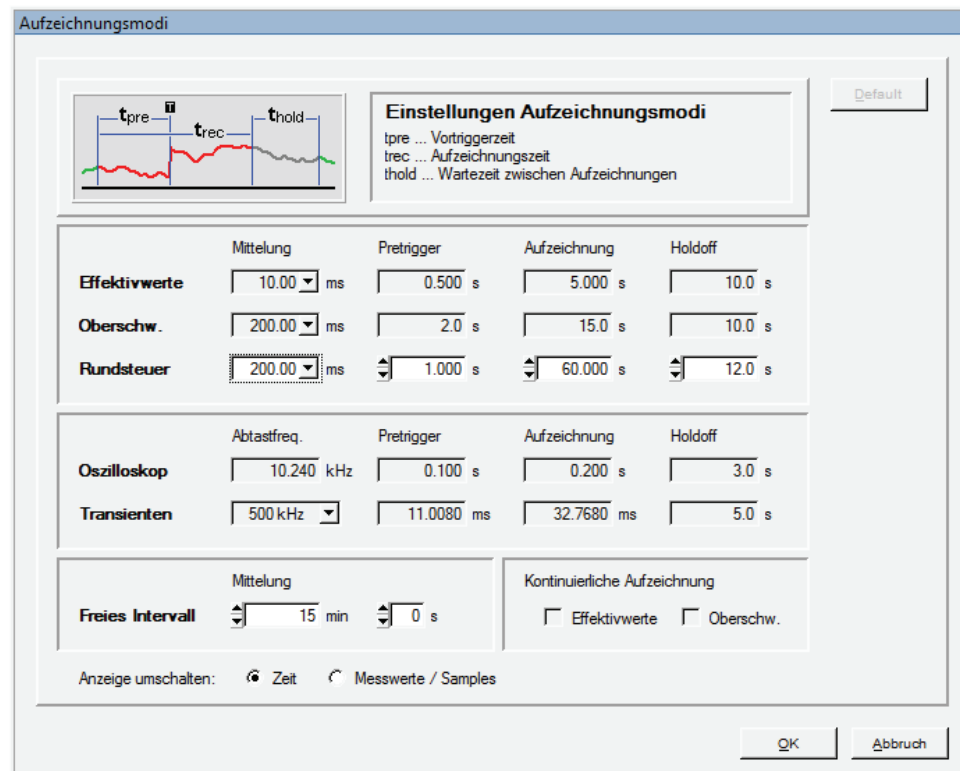 Aufzeichnungsmodi
Default
tpre T trec thold
Einstellungen Aufzeichnungsmodi
tpre ... Vortriggerzeit
trec ... Aufzeichnungszeit
thold ... Wartezeit zwischen Aufzeichnungen
Mittelung Pretrigger Aufzeichnung Holdoff
Effektivwerte 10.00 ms 0.500 s 5.000 s 10.0 s
Oberschw. 200.00 ms 2.0 s 15.0 s 10.0 s
Rundsteuer 200.00 ms 1.000 s 60.000 s 12.0 s
Abtastfreq. Pretrigger Aufzeichnung Holdoff
Oszilloskop 10.240 kHz 0.100 s 0.200 s 3.0 s
Transienten 500 kHz 11.0080 ms 32.7680 ms 5.0 s
Mittelung
Freies Intervall 15 min 0 s
Kontinuierliche Aufzeichnung
Effektivwerte Oberschw.
Anzeige umschalten: Zeit Messwerte / Samples
OK Abbruch